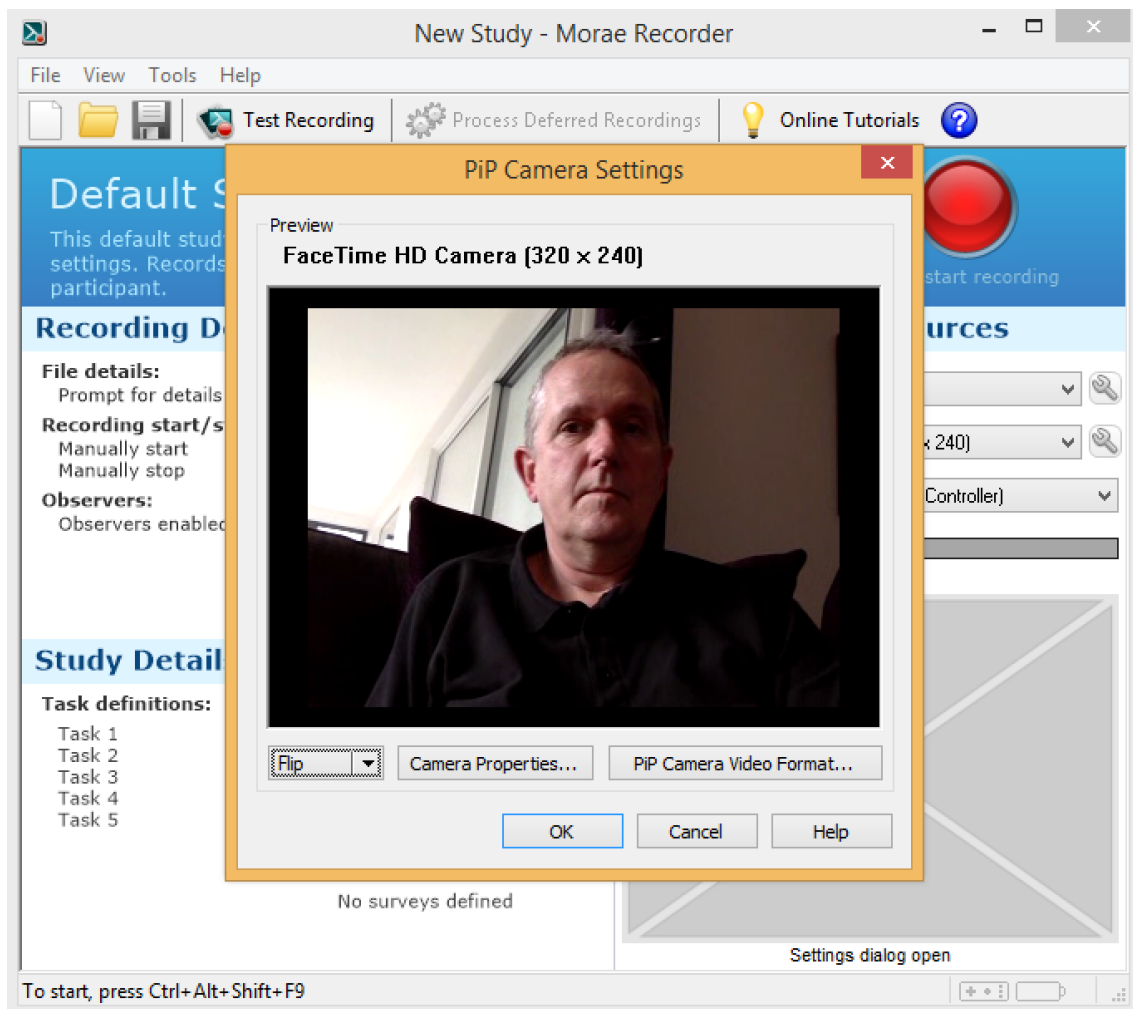 New Study - Morae Recorder
File View Tools Help
Test Recording Process Deferred Recordings Online Tutorials ?
PiP Camera Settings
Default S
This default stud
settings. Records
participant.
start recording
Preview
FaceTime HD Camera (320 x 240)
Recording De
urces
File details:
Prompt for details
Recording start/s
Manually start
Manually stop
x 240)
Observers:
Observers enabled
Controller)
Study Detail
Task definitions:
Task 1
Task 2
Task 3
Task 4
Task 5
Flip Camera Properties... PiP Camera Video Format...
OK Cancel Help
No surveys defined
Settings dialog open
To start, press Ctrl+Alt+Shift+F9